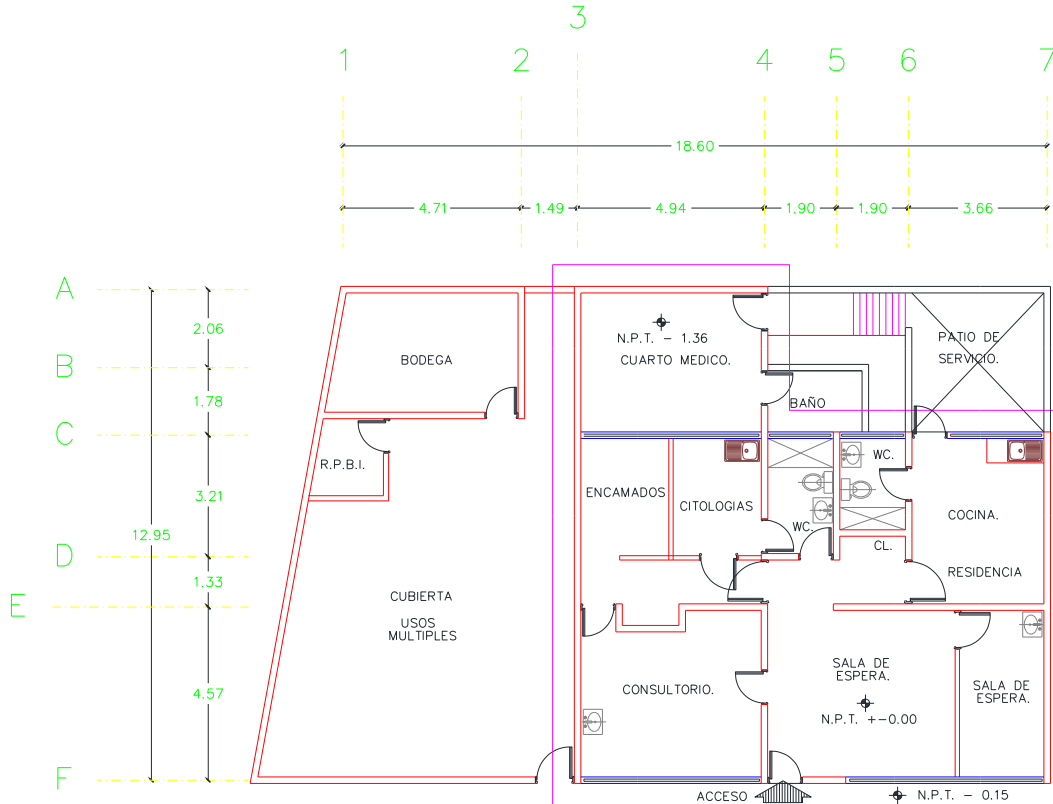 3
1
2
4
5
6
7
18.60
4.71
1.49
4.94
1.90
1.90
3.66
A
2.06
N.P.T. - 1.36
PATIO DE
SERVICIO.
BODEGA
CUARTO MEDICO.
B
1.78
BAÑO
C
R.P.B.I.
WC.
3.21
ENCAMADOS
CITOLOGIAS
COCINA.
12.95
WC.
D
CL.
1.33
RESIDENCIA
E
CUBIERTA
USOS
MULTIPLES
4.57
CONSULTORIO.
SALA DE
ESPERA.
SALA DE
ESPERA.
N.P.T. +-0.00
F
ACCESO
N.P.T. - 0.15